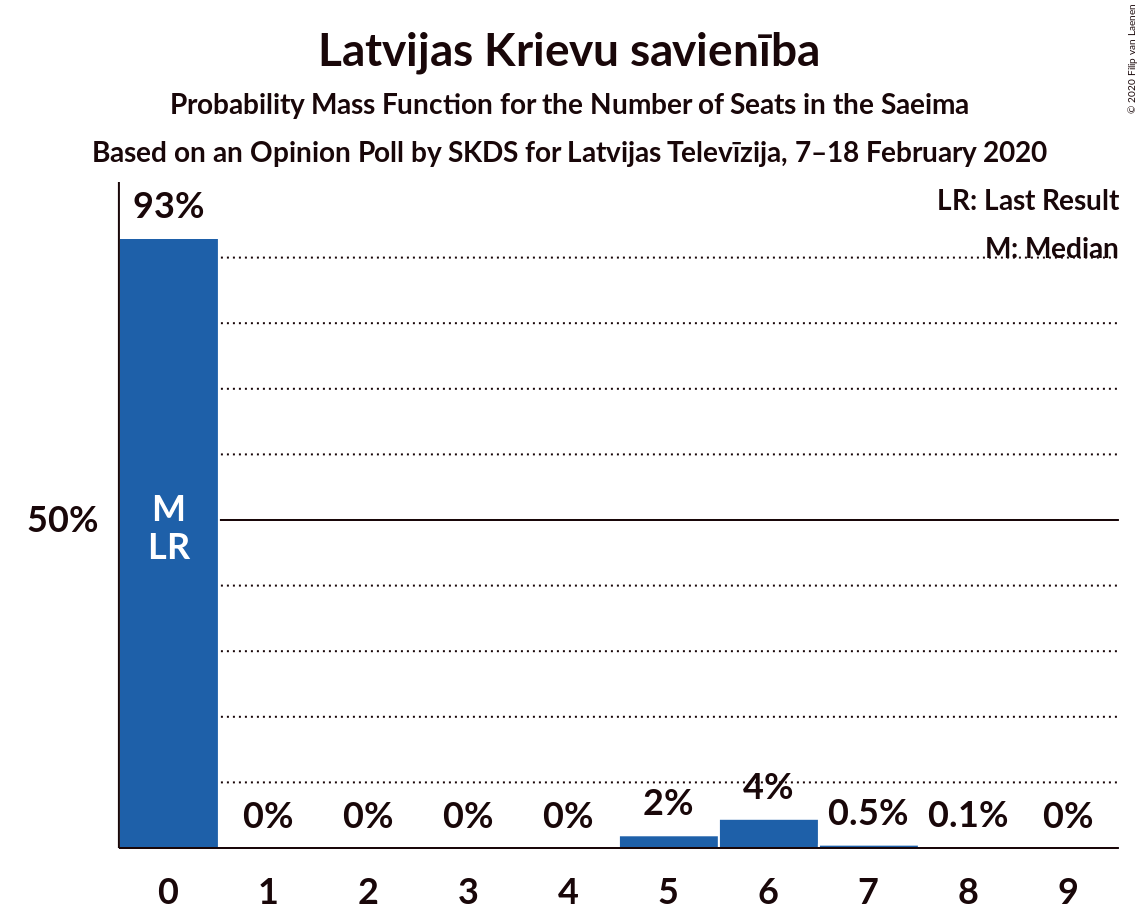 Latvijas Krievu savienība
Probability Mass Function for the Number of Seats in the Saeima
Based on an Opinion Poll by SKDS for Latvijas Televīzija, 7–18 February 2020
© 2020 Filip van Laenen
LR: Last Result
M: Median
93%
50%
M
LR
0%
0%
0%
0%
2%
4%
0.5%
0.1%
0%
0
1
2
3
4
5
6
7
8
9